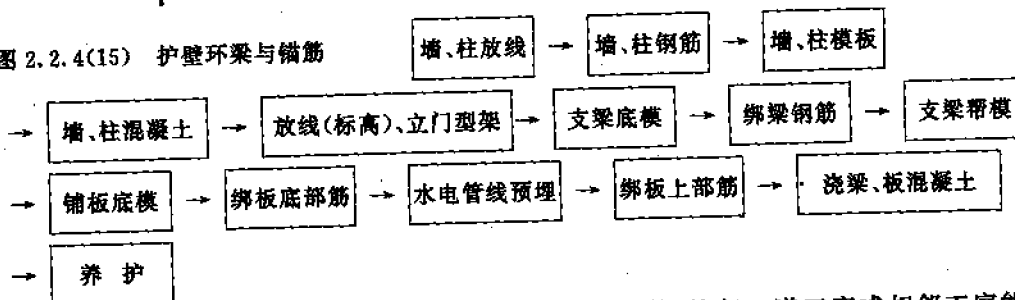 图 2.2.4(15) 护壁环梁与锚筋 墙、柱放线 → 墙、柱钢筋 → 墙、柱模板
→ 墙、柱混凝土 → 放线(标高)、立门型架 → 支梁底模 → 绑梁钢筋 → 支梁帮模
→ 铺板底模 → 绑板底部筋 → 水电管线预埋 → 绑板上部筋 → 浇梁、板混凝土
→ 养护